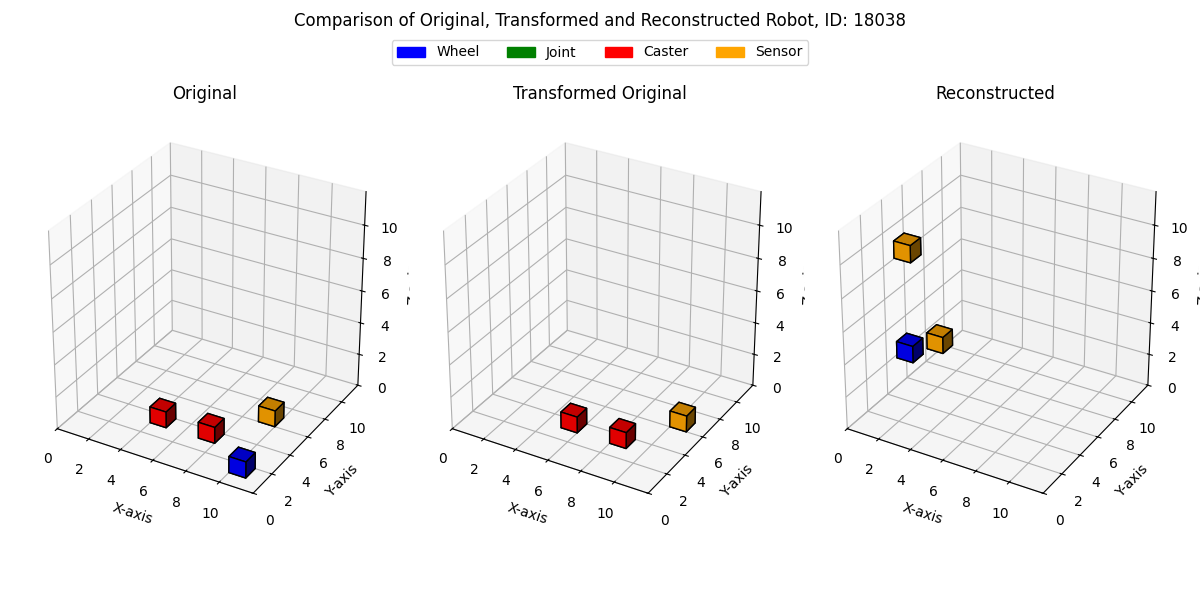 Comparison of Original, Transformed and Reconstructed Robot, ID: 18038
Wheel Joint Caster Sensor
Original Transformed Original Reconstructed
10 10 10
8 8 8
6 6 6
4 4 4
2 2 2
0 0 0
10 10 10
8 8 8
6 6 6
4 4 4
2 2 2
0 0 0
0 2 4 6 8 10
0 2 4 6 8 10
0 2 4 6 8 10
X-axis Y-axis
X-axis Y-axis
X-axis Y-axis